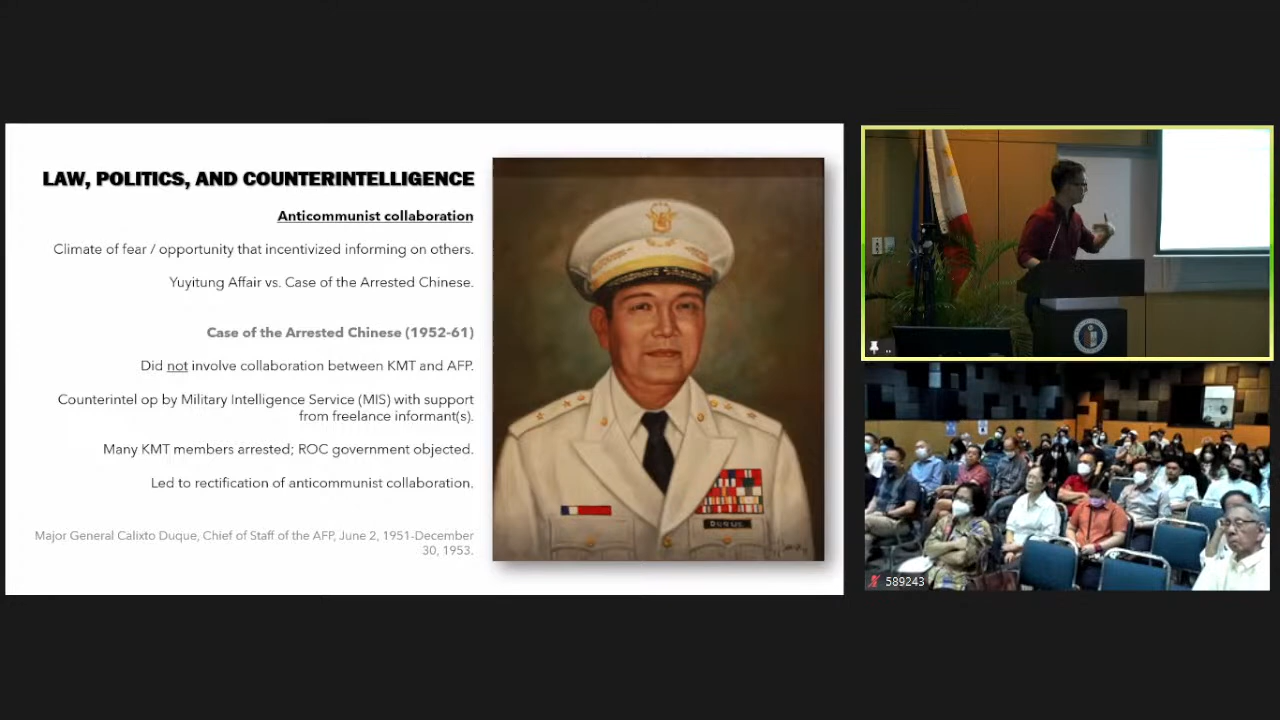 LAW, POLITICS, AND COUNTERINTELLIGENCE
Anticommunist collaboration
Climate of fear / opportunity that incentivized informing on others.
Yuyitung Affair vs. Case of the Arrested Chinese.
Case of the Arrested Chinese (1952-61)
Did not involve collaboration between KMT and AFP.
Counterintel op by Military Intelligence Service (MIS) with support
from freelance informant(s).
Many KMT members arrested; ROC government objected.
Led to rectification of anticommunist collaboration.
Major General Calixto Duque, Chief of Staff of the AFP, June 2, 1951-December
30, 1953.
DUQUE
589243